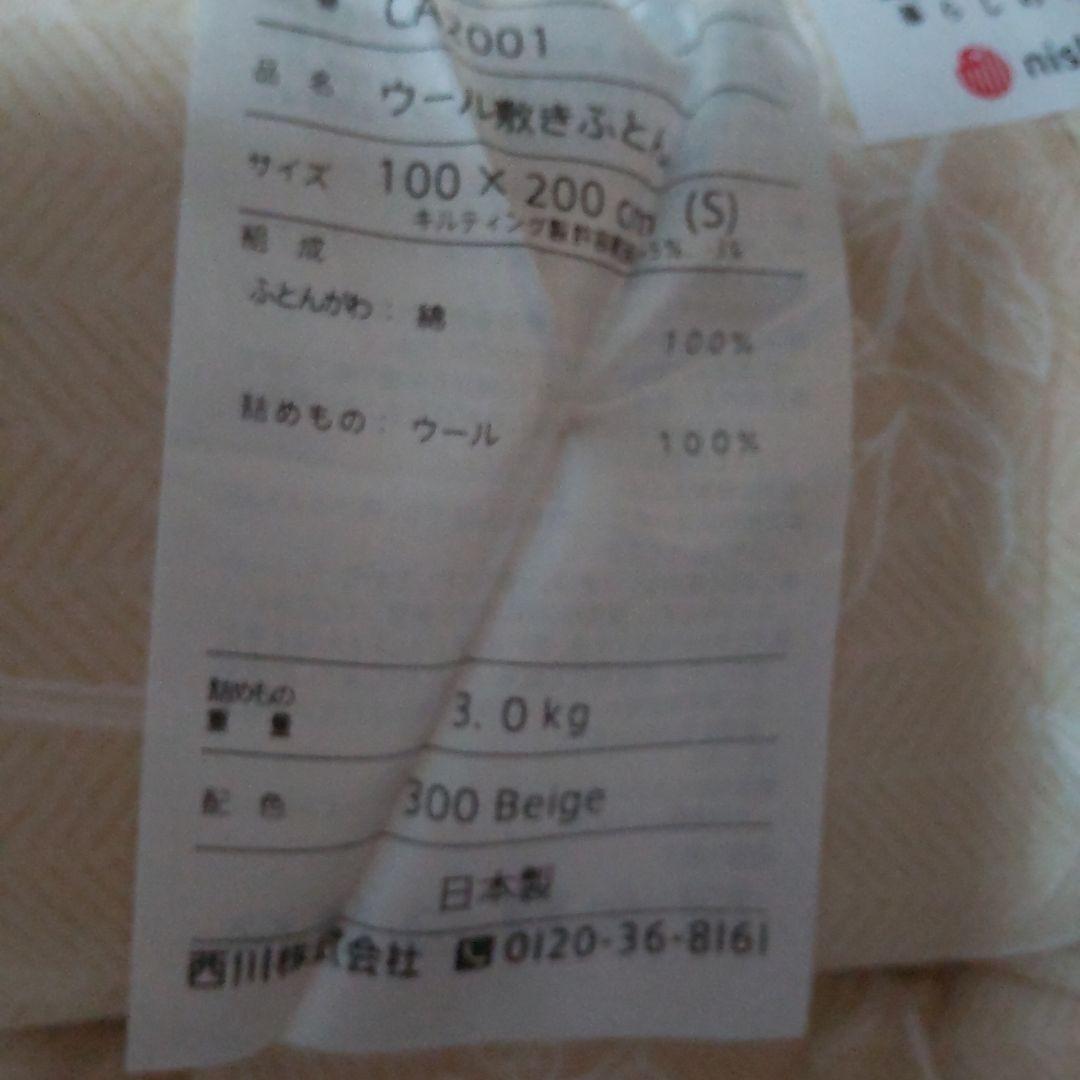 CA2001
品 名 ウール敷きふとん
サイズ 100 × 200 cm (S)
組 成
ふとんがわ: 綿 100%
詰めもの: ウール 100%
詰めもの
重 量 3.0kg
配 色 300 Beige
日本製
西川株式会社 0120-36-8161
nis